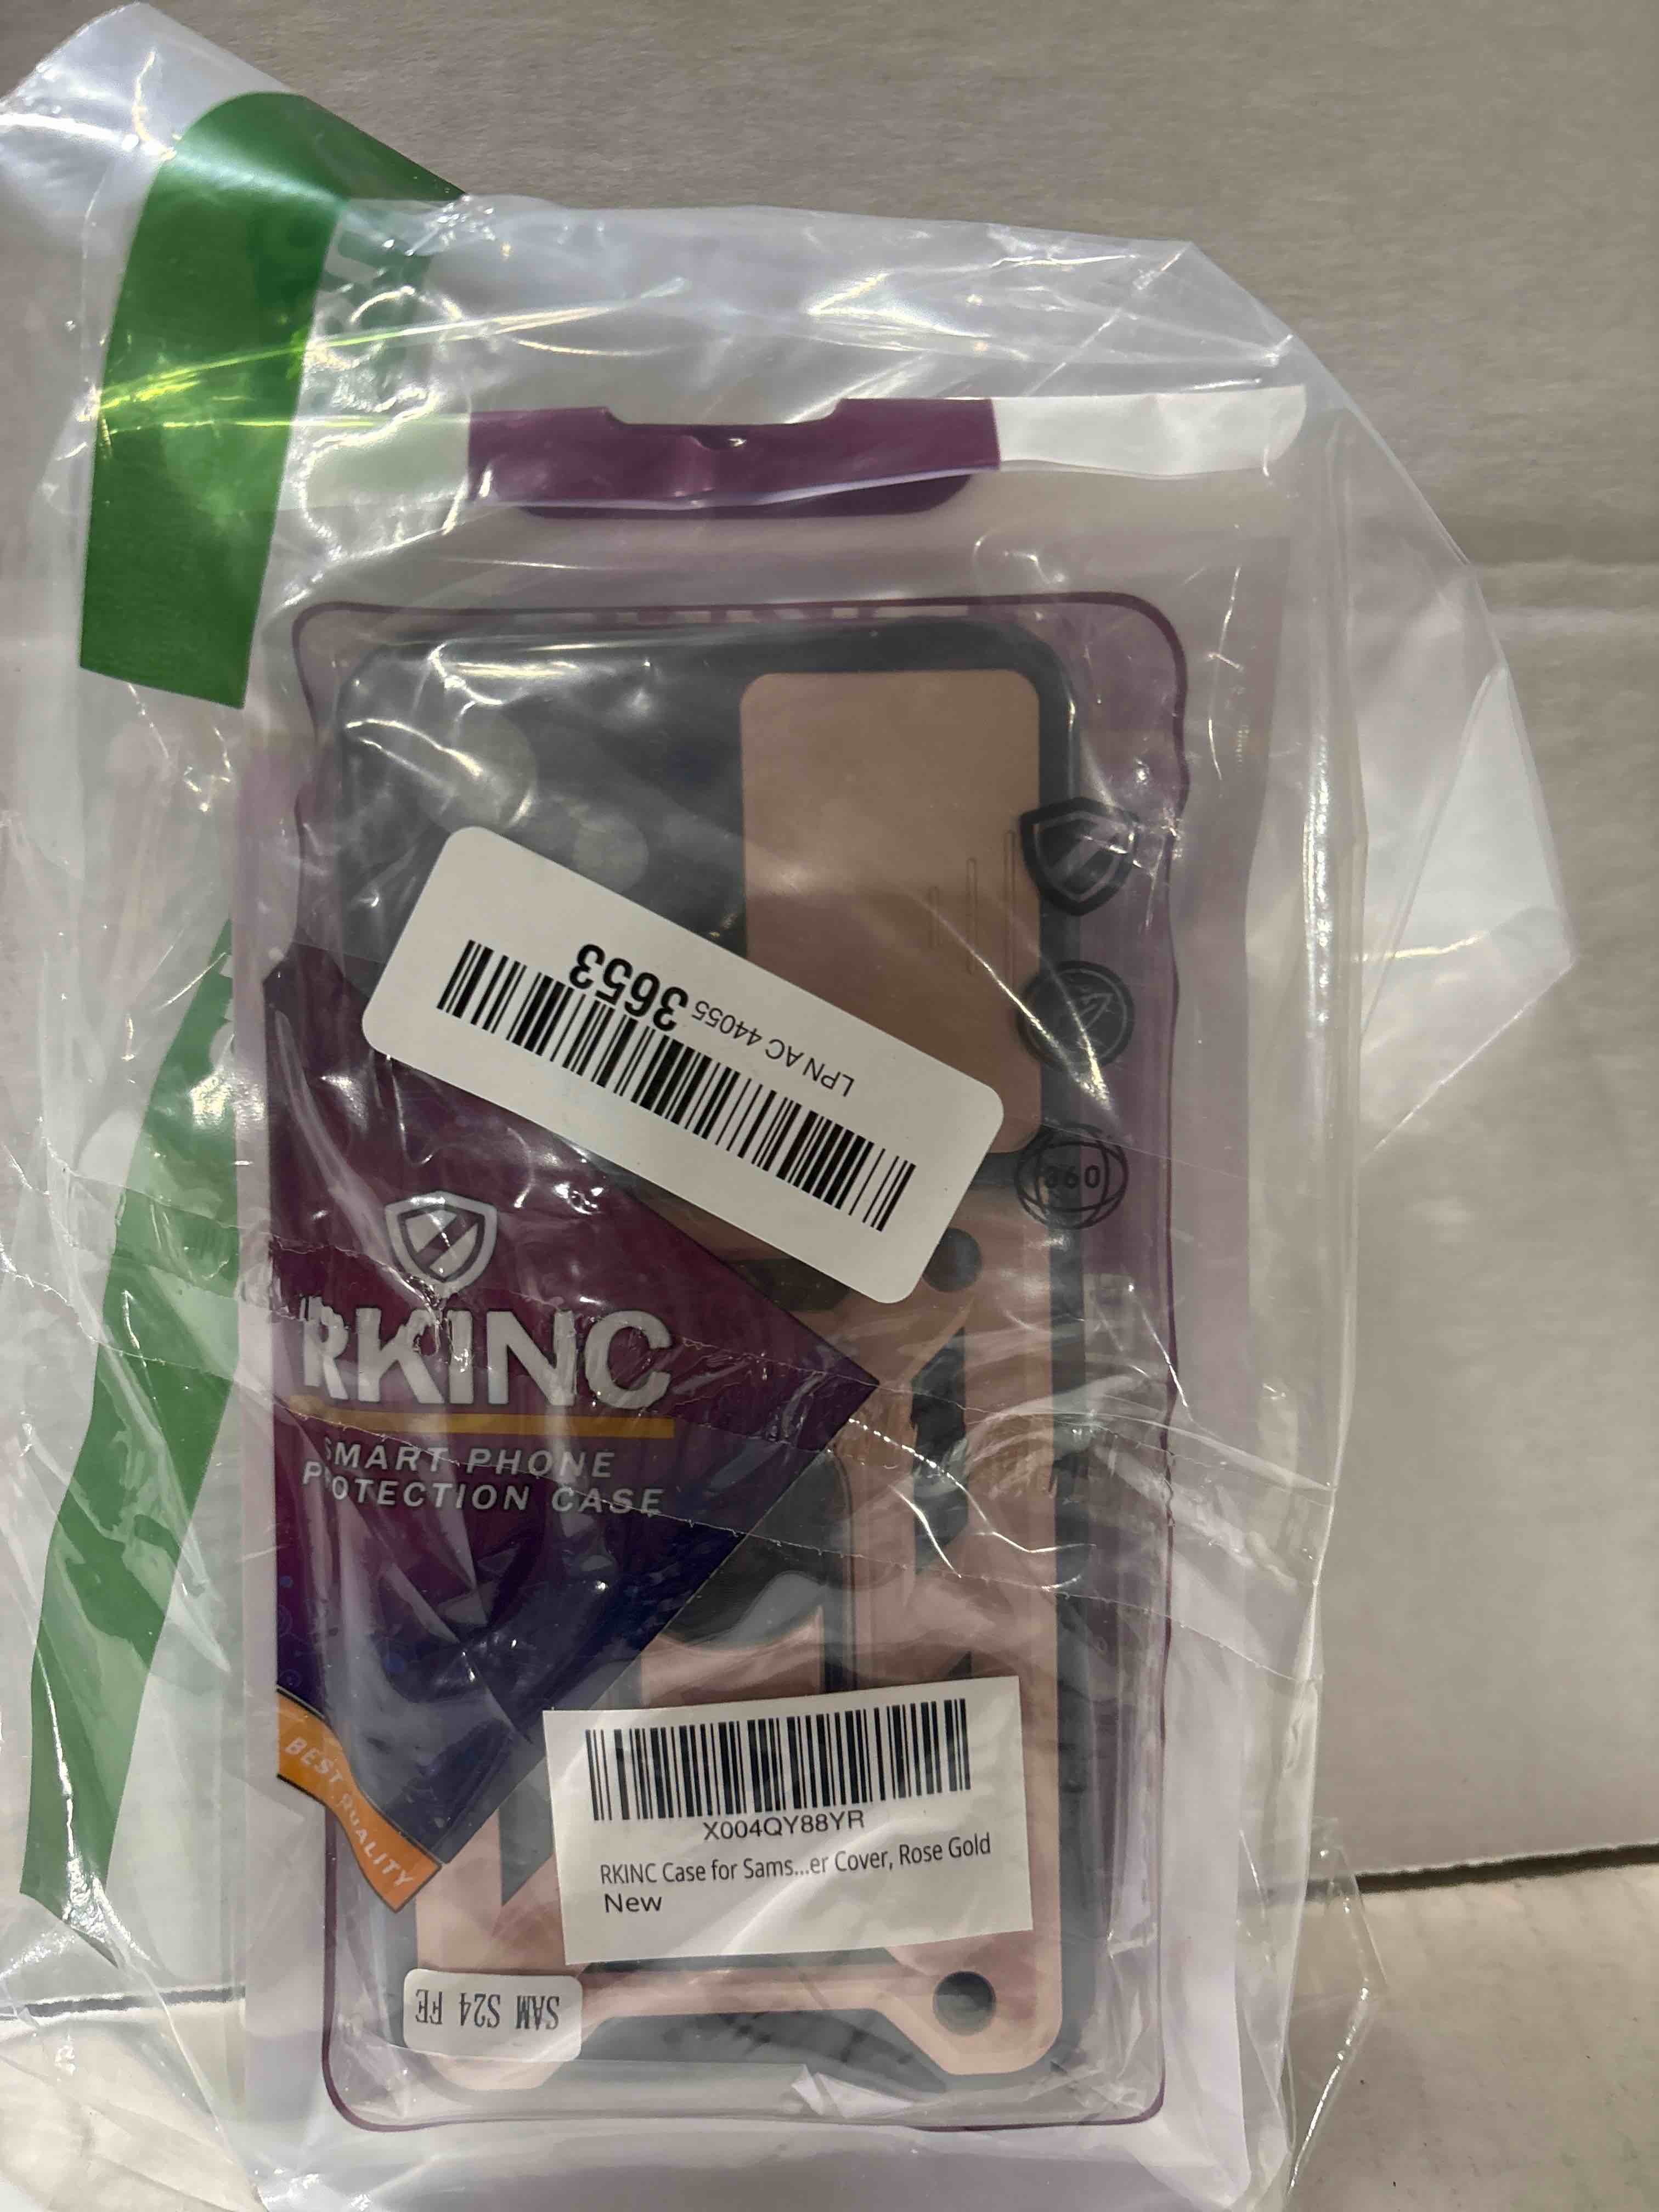 LPN AC 44055 3653
360
RKINC
SMART PHONE
PROTECTION CASE
BEST QUALITY
X004QY88YR
RKINC Case for Sams...er Cover, Rose Gold
New
SAM S24 FE